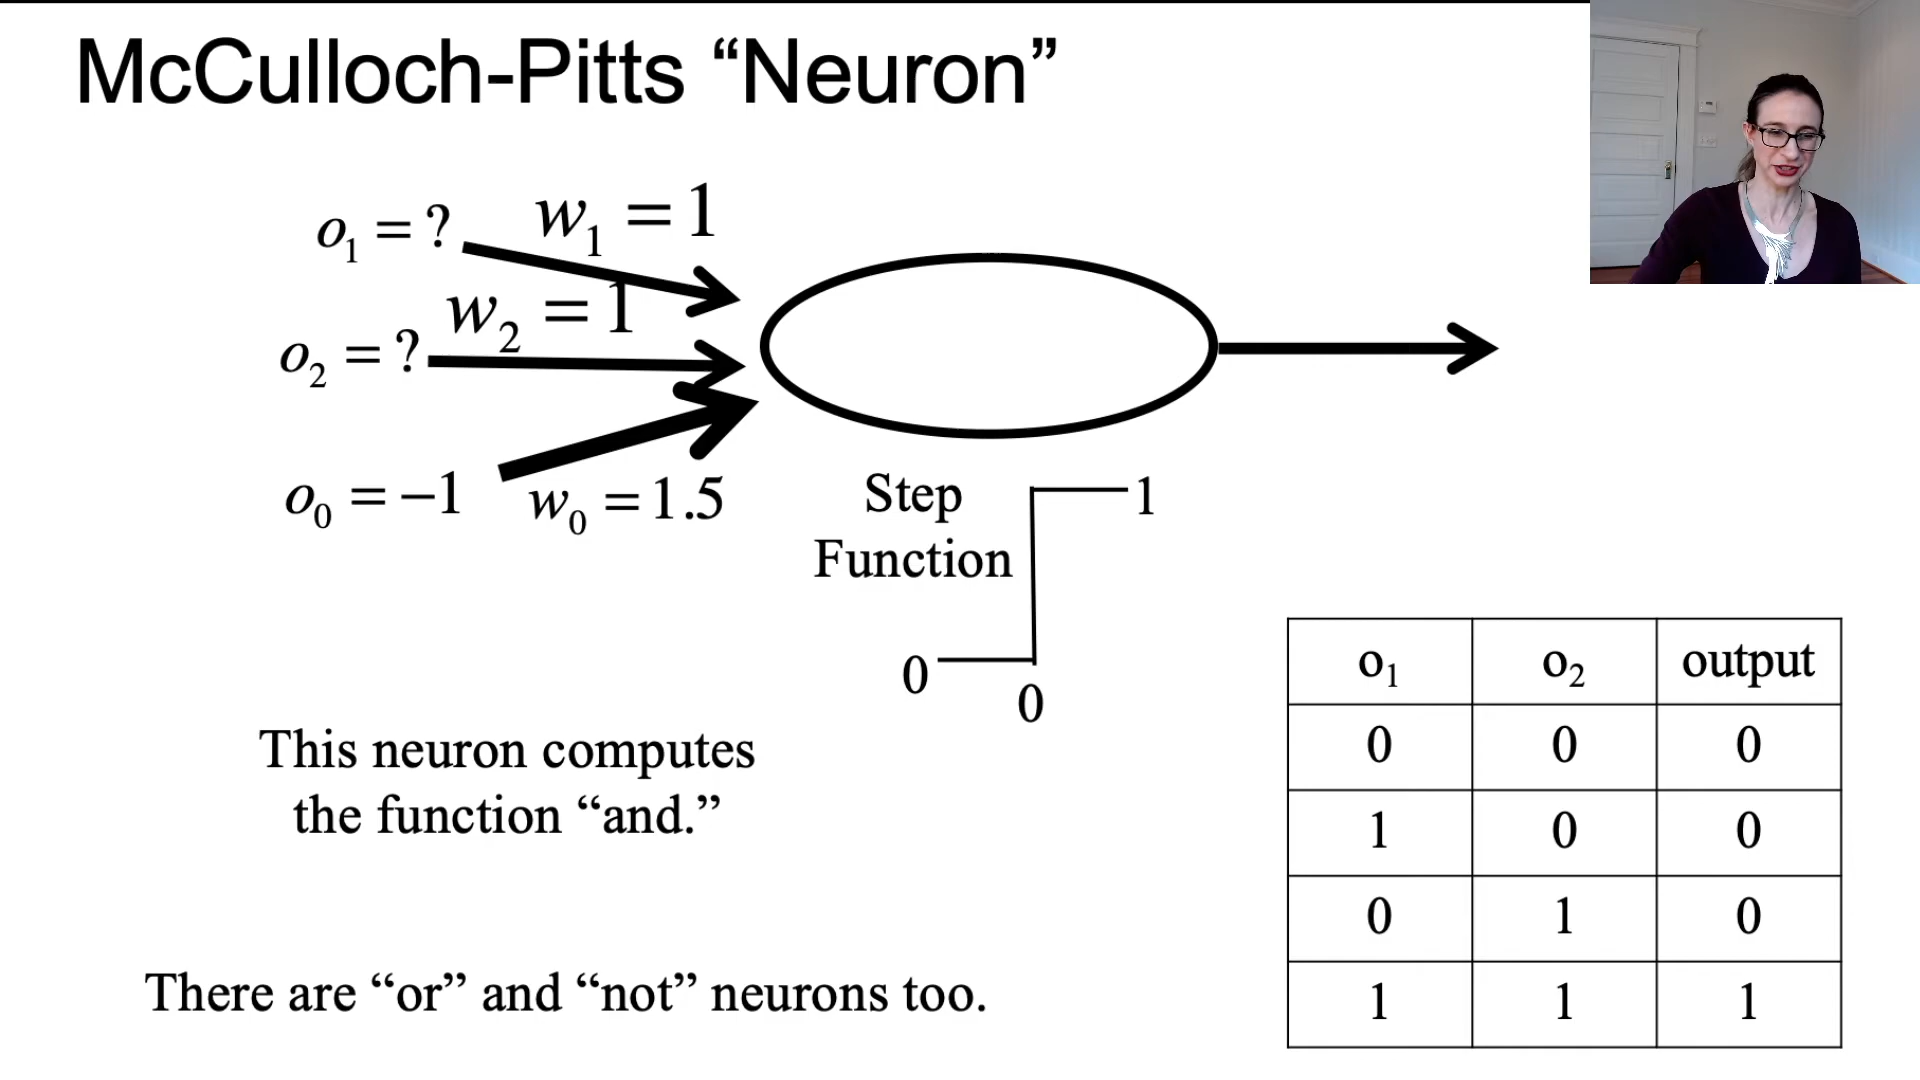 McCulloch-Pitts “Neuron”
o₁ = ?
w₁ = 1
w₂ = 1
o₂ = ?
o₀ = −1
w₀ = 1.5
Step
Function
1
0
0
This neuron computes
the function “and.”
There are “or” and “not” neurons too.
o₁ o₂ output
0 0 0
1 0 0
0 1 0
1 1 1